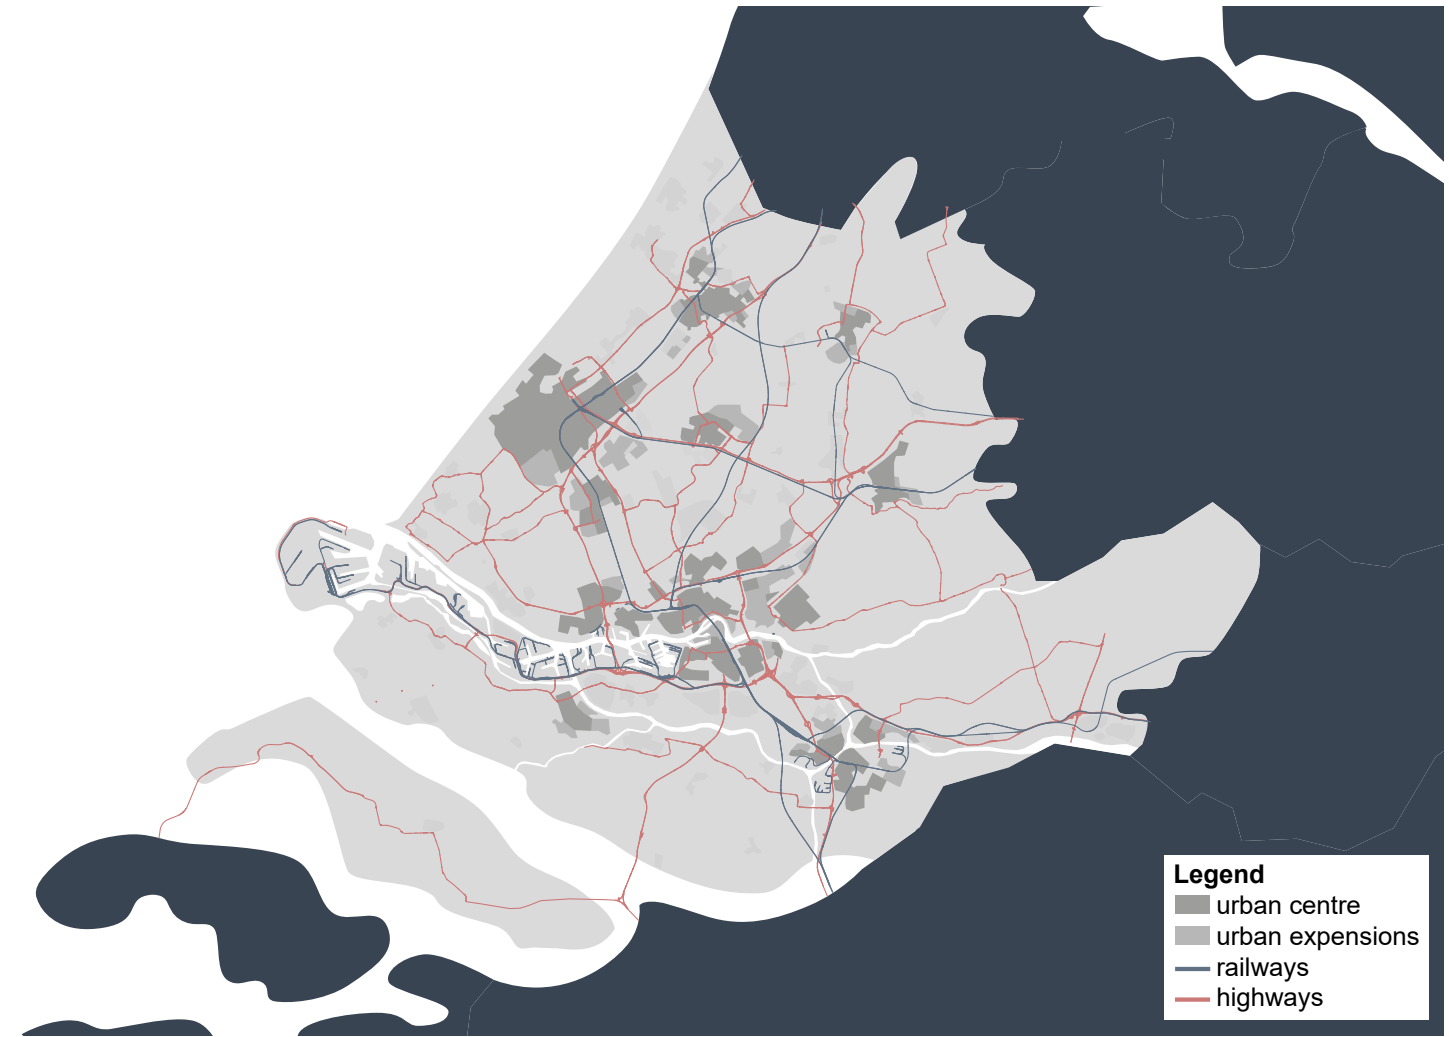 Legend
urban centre
urban expensions
railways
highways